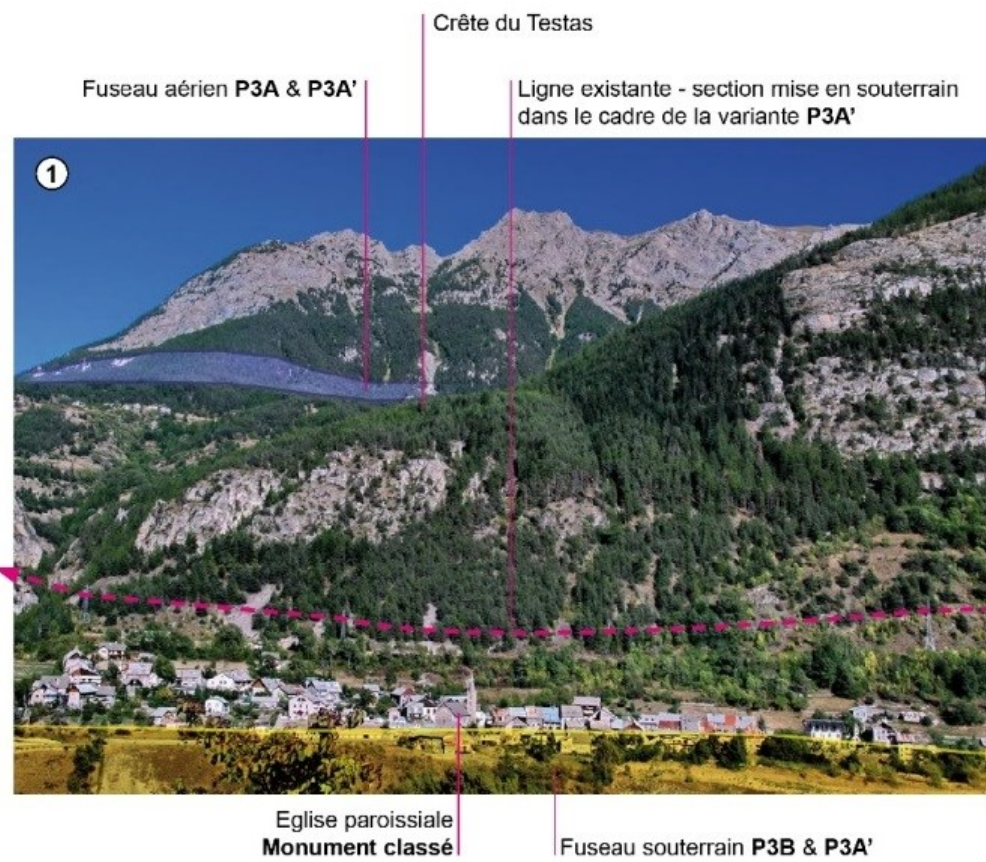 Crête du Testas
Fuseau aérien P3A & P3A’
Ligne existante - section mise en souterrain
dans le cadre de la variante P3A’
1
Eglise paroissiale
Monument classé
Fuseau souterrain P3B & P3A’